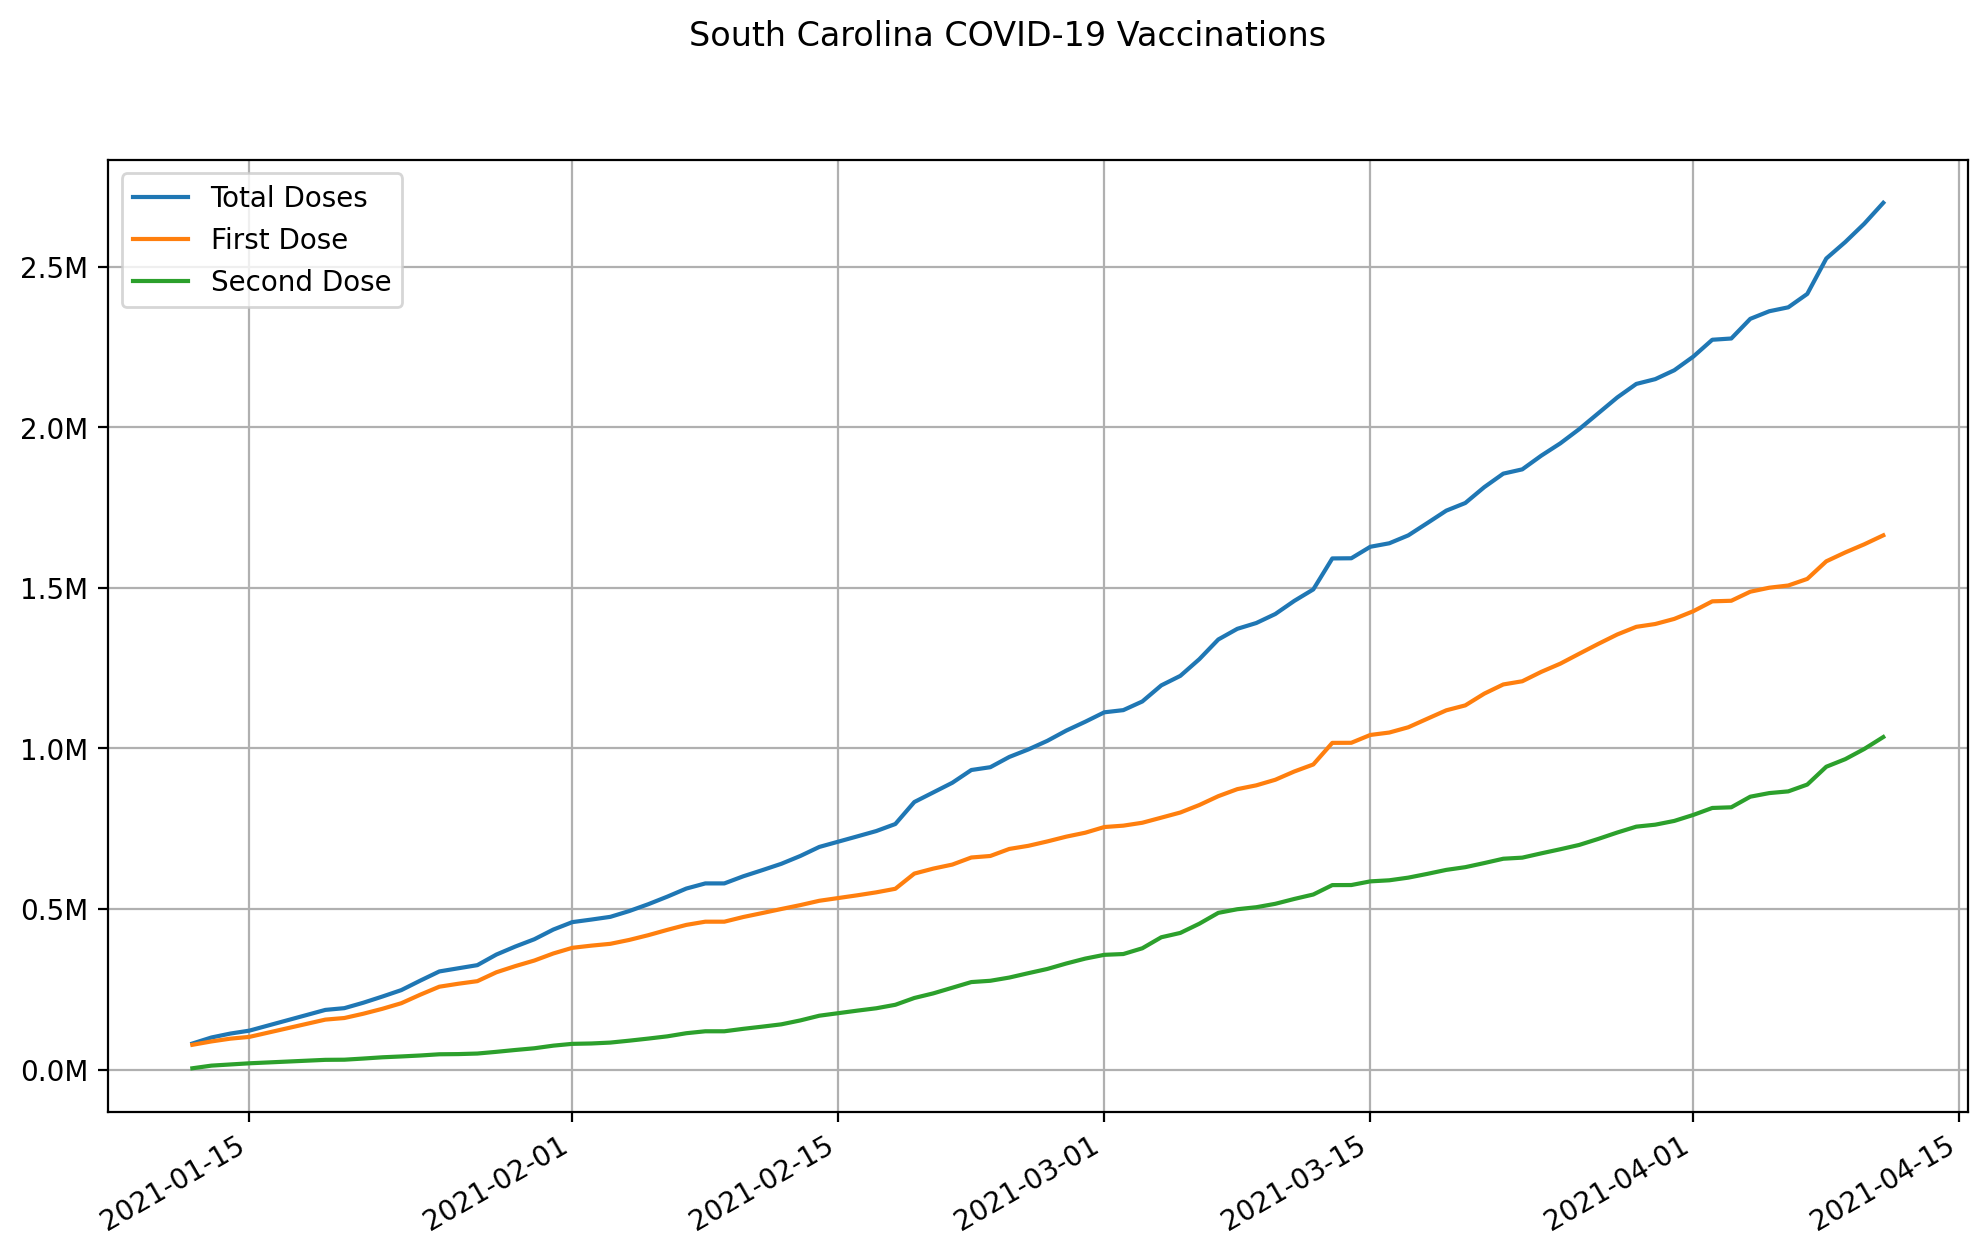 South Carolina COVID-19 Vaccinations
Total Doses
First Dose
Second Dose
2.5M
2.0M
1.5M
1.0M
0.5M
0.0M
2021-01-15
2021-02-01
2021-02-15
2021-03-01
2021-03-15
2021-04-01
2021-04-15